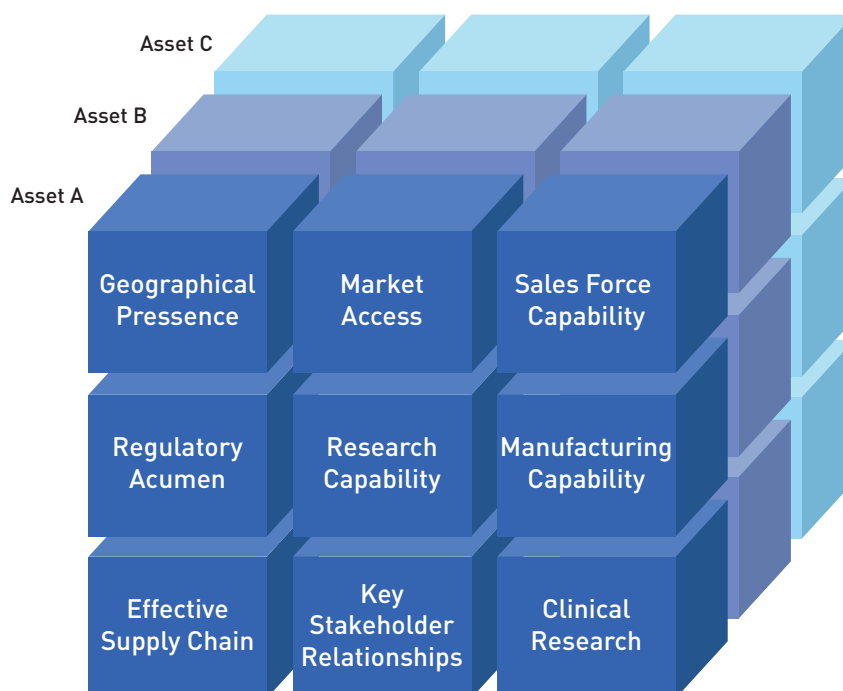 Asset C
Asset B
Asset A
Geographical
Pressence
Market
Access
Sales Force
Capability
Regulatory
Acumen
Research
Capability
Manufacturing
Capability
Effective
Supply Chain
Key
Stakeholder
Relationships
Clinical
Research